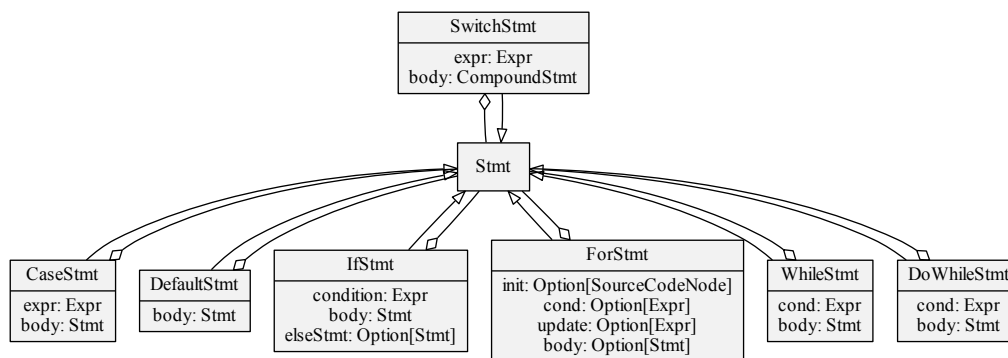 SwitchStmt
expr: Expr
body: CompoundStmt
Stmt
CaseStmt
expr: Expr
body: Stmt
DefaultStmt
body: Stmt
IfStmt
condition: Expr
body: Stmt
elseStmt: Option[Stmt]
ForStmt
init: Option[SourceCodeNode]
cond: Option[Expr]
update: Option[Expr]
body: Option[Stmt]
WhileStmt
cond: Expr
body: Stmt
DoWhileStmt
cond: Expr
body: Stmt